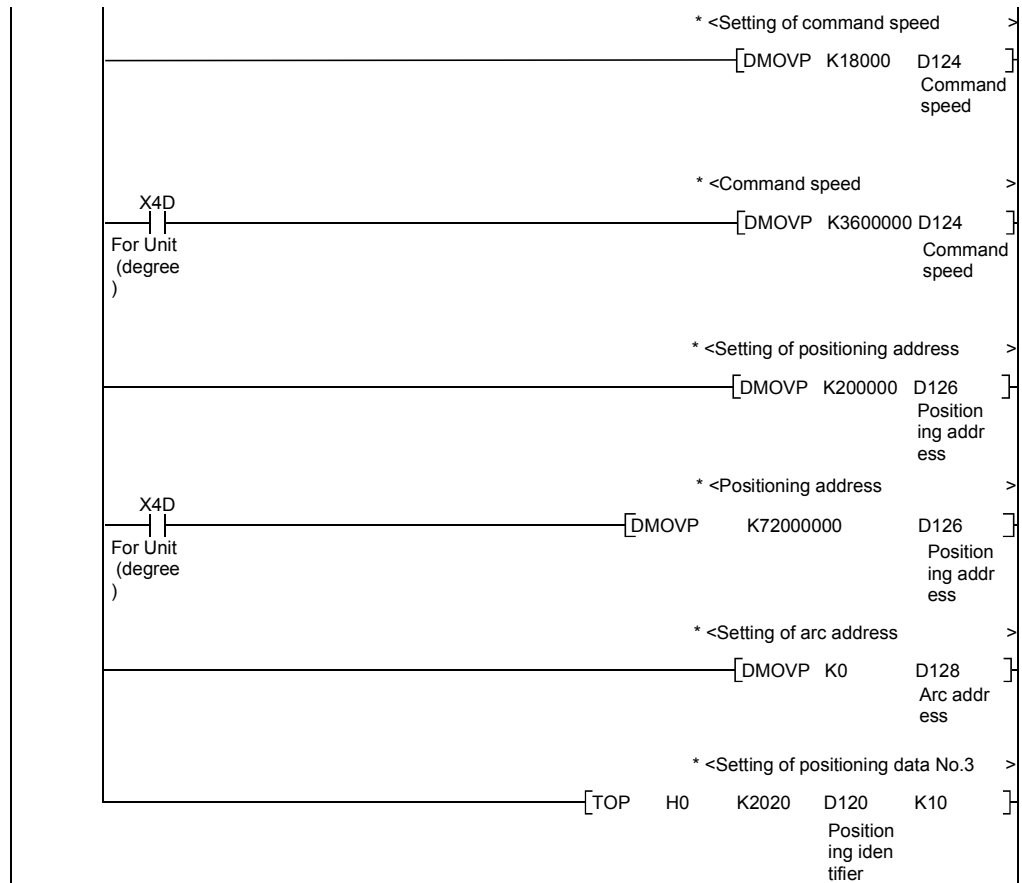 * <Setting of command speed >
DMOVP K18000 D124
Command
speed
* <Command speed >
X4D
DMOVP K3600000 D124
For Unit
(degree
)
Command
speed
* <Setting of positioning address >
DMOVP K200000 D126
Position
ing addr
ess
* <Positioning address >
X4D
DMOVP K72000000 D126
For Unit
(degree
)
Position
ing addr
ess
* <Setting of arc address >
DMOVP K0 D128
Arc addr
ess
* <Setting of positioning data No.3 >
TOP H0 K2020 D120 K10
Position
ing iden
tifier